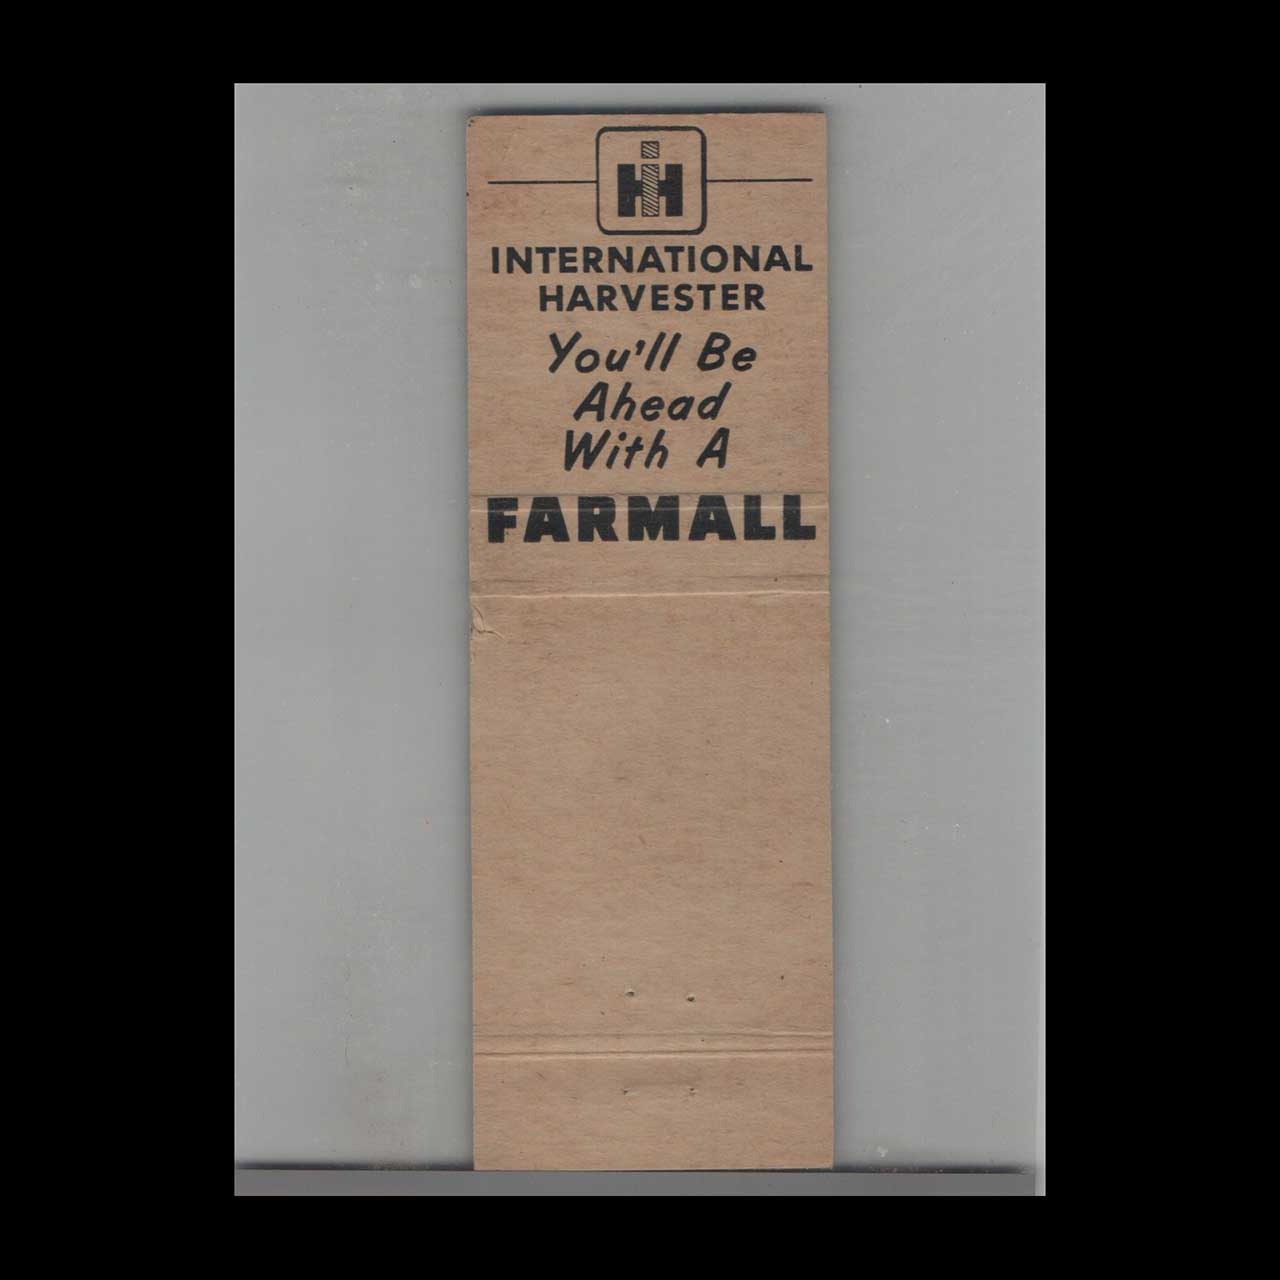 IH
INTERNATIONAL
HARVESTER
You'll Be
Ahead
With A
FARMALL